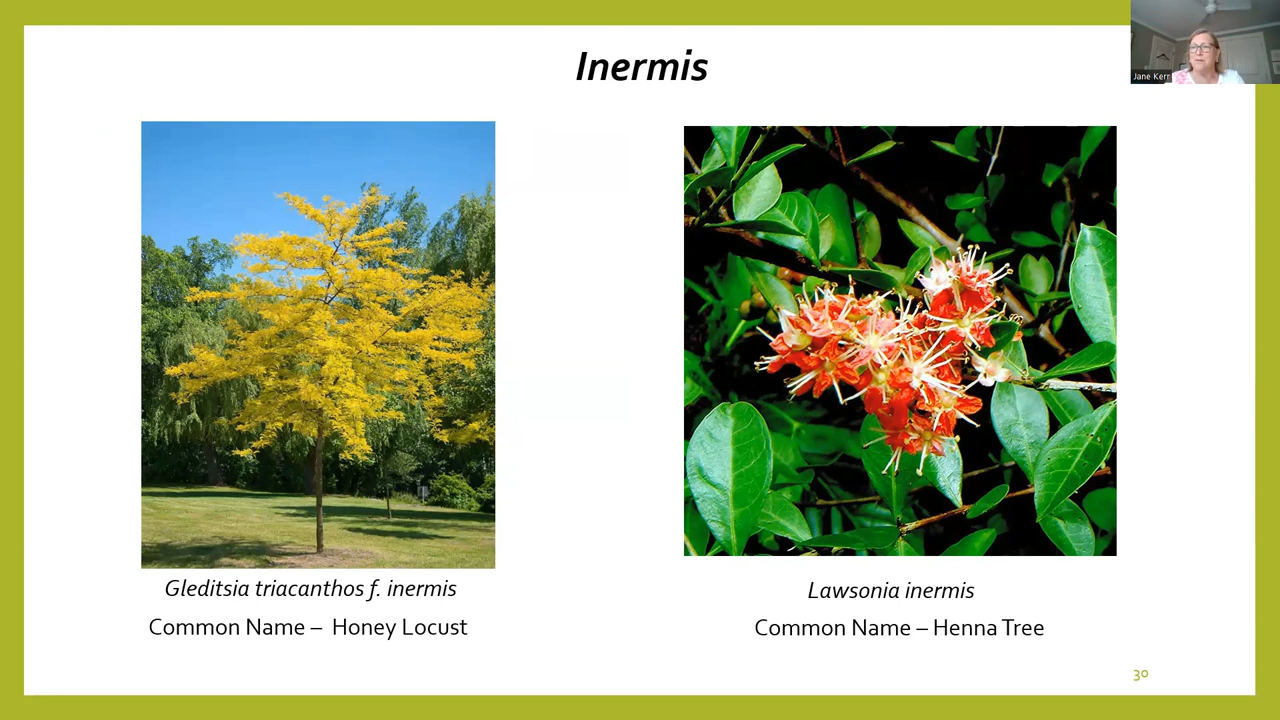 Inermis
Jane Kerr
Gleditsia triacanthos f. inermis
Common Name – Honey Locust
Lawsonia inermis
Common Name – Henna Tree
30